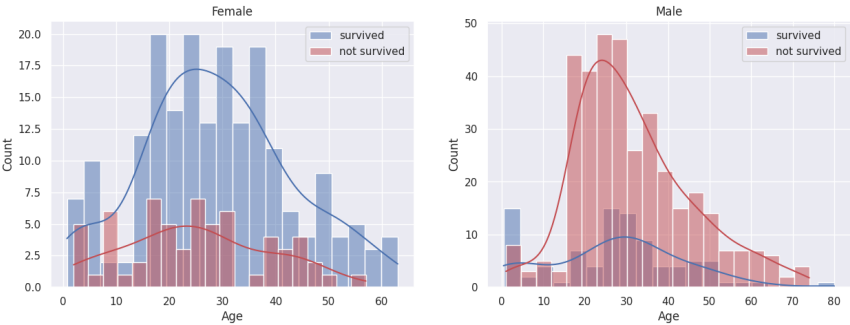 Female
survived
not survived
20.0
17.5
15.0
12.5
10.0
7.5
5.0
2.5
0.0
Count
0 10 20 30 40 50 60
Age
Male
survived
not survived
50
40
30
20
10
0
Count
0 10 20 30 40 50 60 70 80
Age